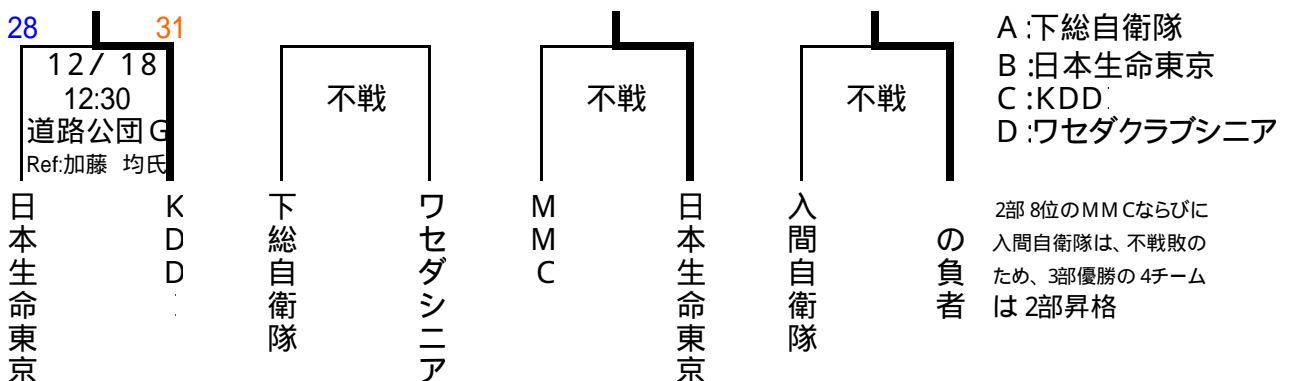 28
31
12/ 18
12:30
道路公団G
Ref:加藤 均氏
日本生命東京
KDD
不戦
下総自衛隊
ワセダシニア
不戦
MMC
日本生命東京
不戦
入間自衛隊
の負者
A:下総自衛隊
B:日本生命東京
C:KDD
D:ワセダクラブシニア
2部8位のMMCならびに
入間自衛隊は、不戦敗の
ため、3部優勝の4チーム
は2部昇格